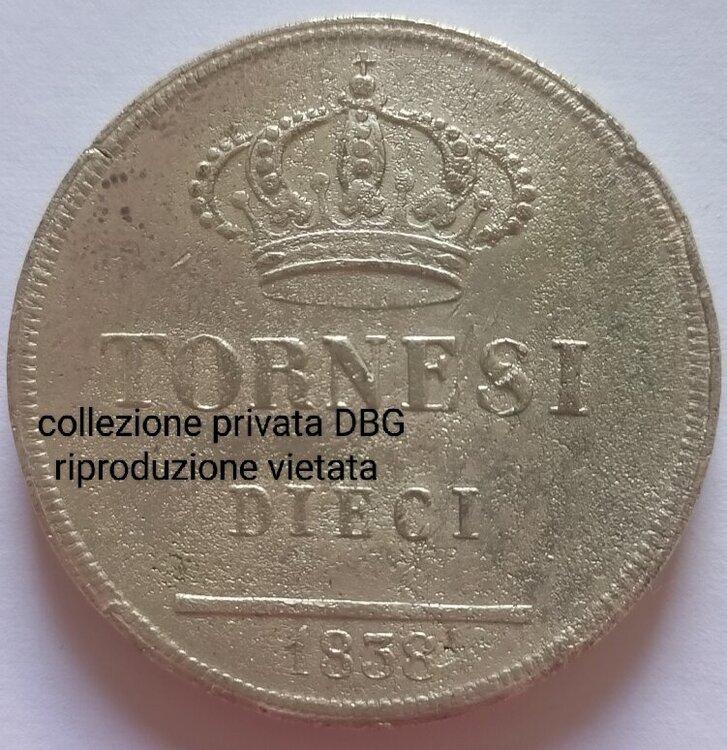 TORNESI
collezione privata DBG
riproduzione vietata
DIECI
1838